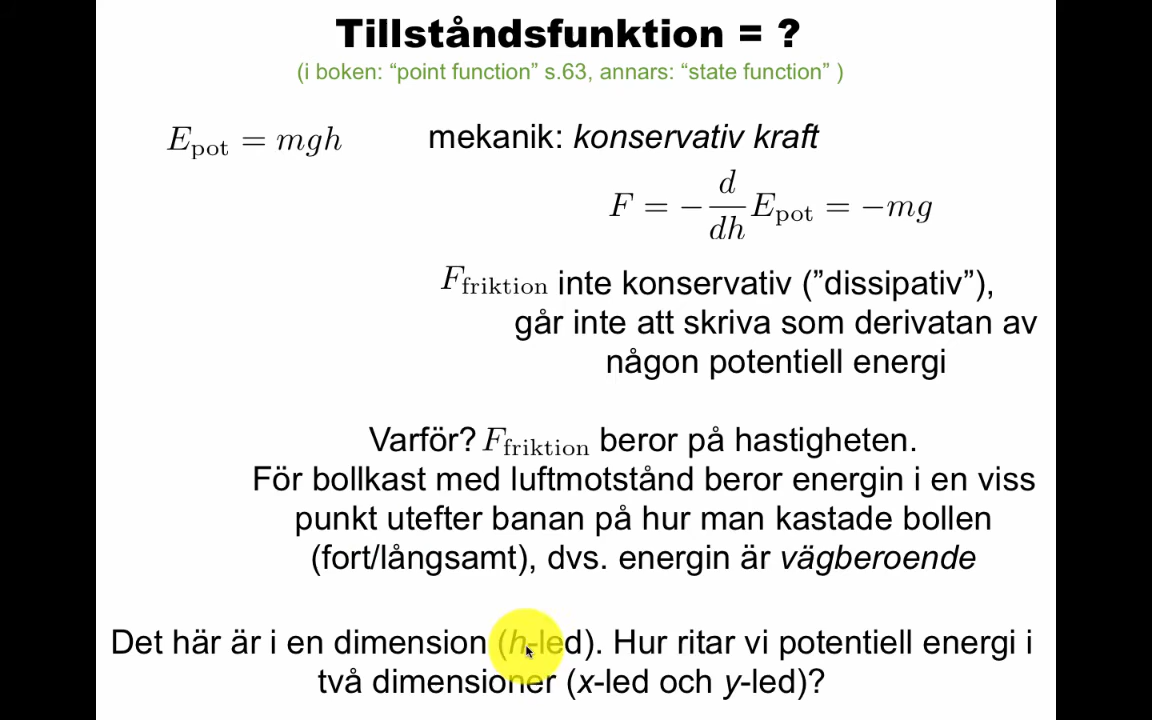 Tillståndsfunktion = ?
(i boken: “point function” s.63, annars: “state function” )
E_pot = mgh mekanik: konservativ kraft
F = − d/dh E_pot = −mg
F_friktion inte konservativ (”dissipativ”),
går inte att skriva som derivatan av
någon potentiell energi
Varför? F_friktion beror på hastigheten.
För bollkast med luftmotstånd beror energin i en viss
punkt utefter banan på hur man kastade bollen
(fort/långsamt), dvs. energin är vägberoende
Det här är i en dimension (h-led). Hur ritar vi potentiell energi i
två dimensioner (x-led och y-led)?